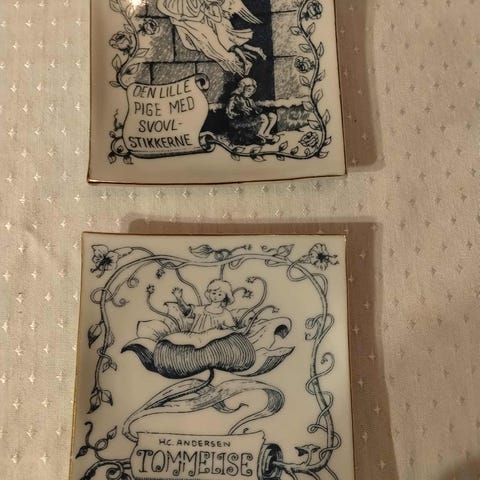 DEN LILLE
PIGE MED
SVOVL-
STIKKERNE
H.C. ANDERSEN
TOMMELISE